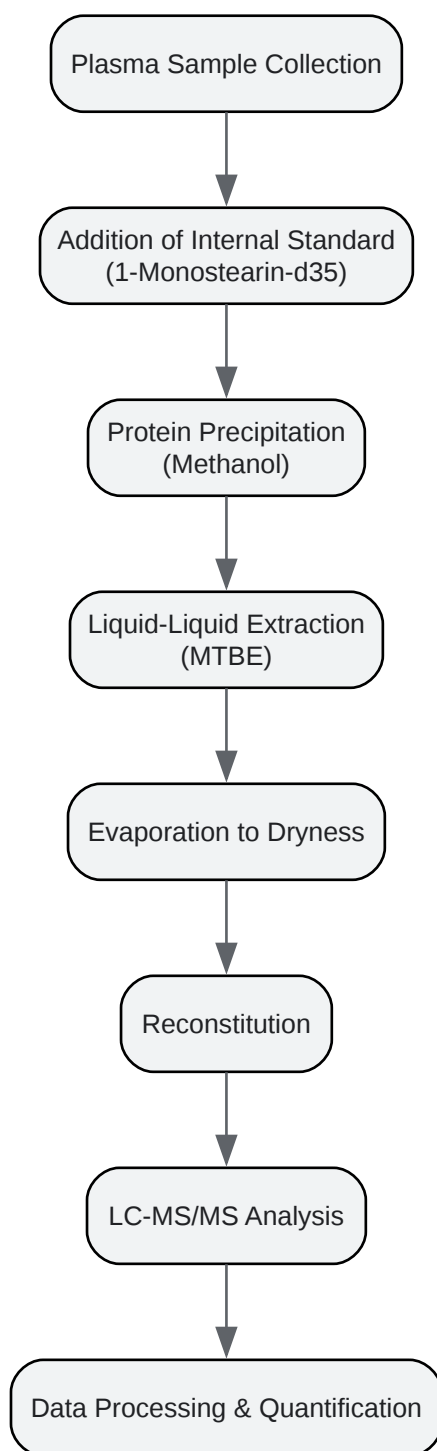 Plasma Sample Collection
Addition of Internal Standard
(1-Monostearin-d35)
Protein Precipitation
(Methanol)
Liquid-Liquid Extraction
(MTBE)
Evaporation to Dryness
Reconstitution
LC-MS/MS Analysis
Data Processing & Quantification